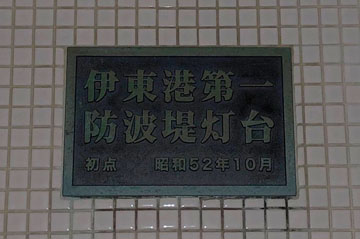 伊東港第一
防波堤灯台
初点 昭和52年10月